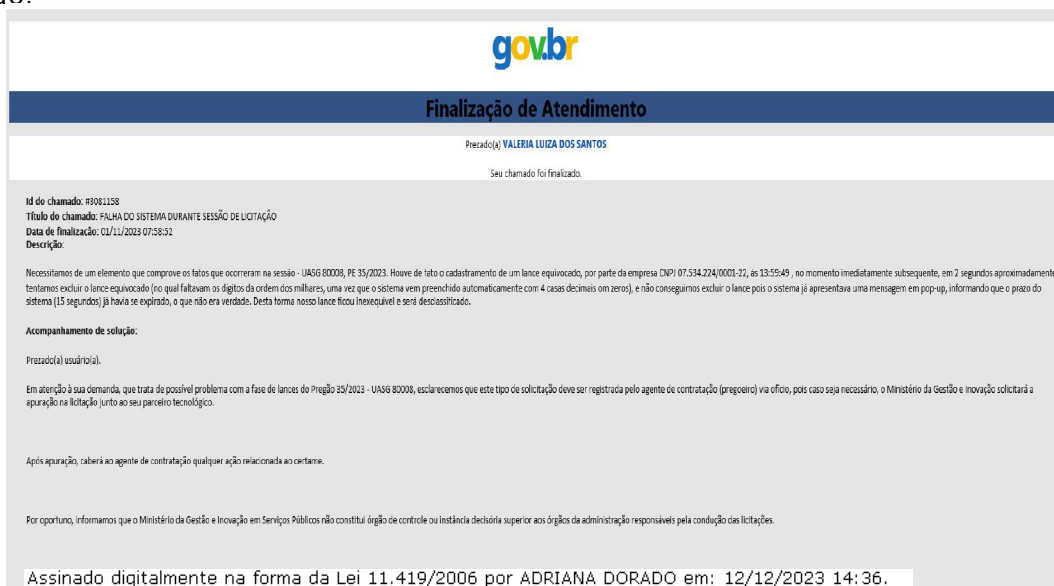 gov.br
Finalização de Atendimento
Prezado(a) VALERIA LUIZA DOS SANTOS
Seu chamado foi finalizado.
Id do chamado: #3081158
Título do chamado: FALHA DO SISTEMA DURANTE SESSÃO DE LICITAÇÃO
Data de finalização: 01/11/2023 07:58:52
Descrição:
Necessitamos de um elemento que comprove os fatos que ocorreram na sessão - UASG 80008, PE 35/2023. Houve de fato o cadastramento de um lance equivocado, por parte da empresa CNPJ 07.534.224/0001-22, às 13:59:49 , no momento imediatamente subsequente, em 2 segundos aproximadamente
tentamos excluir o lance equivocado (no qual faltavam os digitos da ordem dos milhares, uma vez que o sistema vem preenchido automaticamente com 4 casas decimais om zeros), e não conseguimos excluir o lance pois o sistema já apresentava uma mensagem em pop-up, informando que o prazo do
sistema (15 segundos) já havia se expirado, o que não era verdade. Desta forma nosso lance ficou inexequivel e será desclassificado.
Acompanhamento de solução:
Prezado(a) usuário(a).
Em atenção à sua demanda, que trata de possível problema com a fase de lances do Pregão 35/2023 - UASG 80008, esclarecemos que este tipo de solicitação deve ser registrada pelo agente de contratação (pregoeiro) via ofício, pois caso seja necessário, o Ministério da Gestão e Inovação solicitará a
apuração na licitação junto ao seu parceiro tecnológico.
Após apuração, caberá ao agente de contratação qualquer ação relacionada ao certame.
Por oportuno, informamos que o Ministério da Gestão e Inovação em Serviços Públicos não constitui órgão de controle ou instância decisória superior aos órgãos da administração responsáveis pela condução das licitações.
Assinado digitalmente na forma da Lei 11.419/2006 por ADRIANA DORADO em: 12/12/2023 14:36.